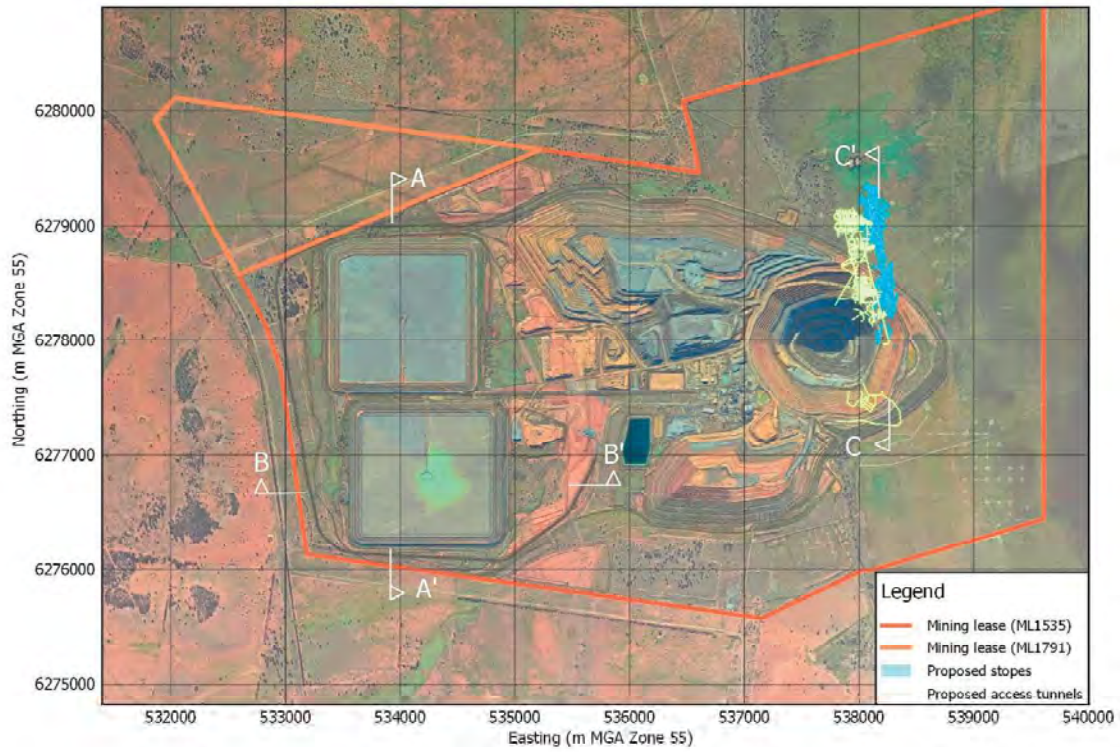 6280000
6279000
6278000
6277000
6276000
6275000
Northing (m MGA Zone 55)
A
C'
B
B'
C
A'
Legend
Mining lease (ML1535)
Mining lease (ML1791)
Proposed stopes
Proposed access tunnels
532000 533000 534000 535000 536000 537000 538000 539000 540000
Easting (m MGA Zone 55)